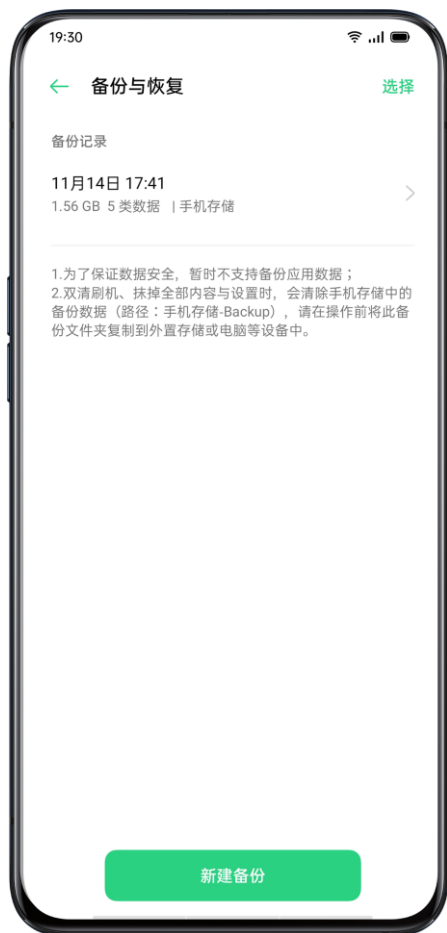 19:30
备份与恢复 选择
备份记录
11月14日 17:41
1.56 GB 5 类数据 | 手机存储
1.为了保证数据安全，暂时不支持备份应用数据；
2.双清刷机、抹掉全部内容与设置时，会清除手机存储中的
备份数据（路径：手机存储-Backup），请在操作前将此备
份文件夹复制到外置存储或电脑等设备中。
新建备份